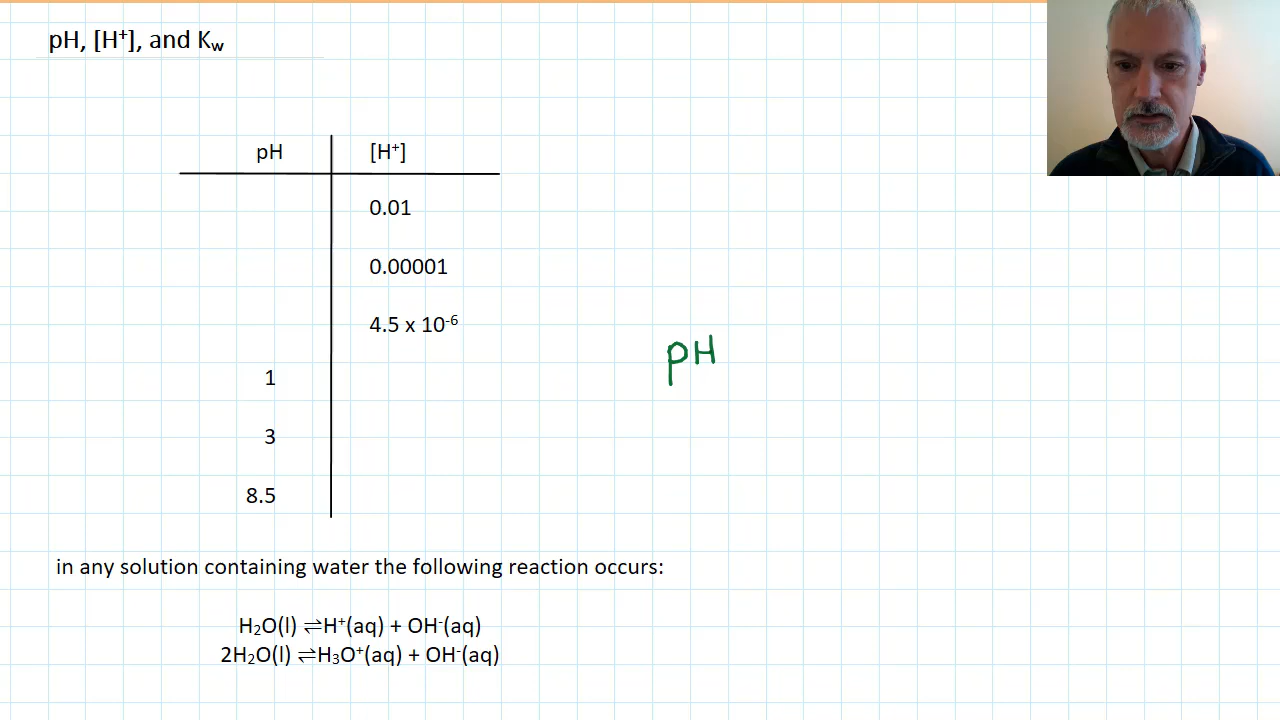 pH, [H⁺], and K_w
pH [H⁺]
0.01
0.00001
4.5 x 10⁻⁶
pH
1
3
8.5
in any solution containing water the following reaction occurs:
H₂O(l) ⇌H⁺(aq) + OH⁻(aq)
2H₂O(l) ⇌H₃O⁺(aq) + OH⁻(aq)